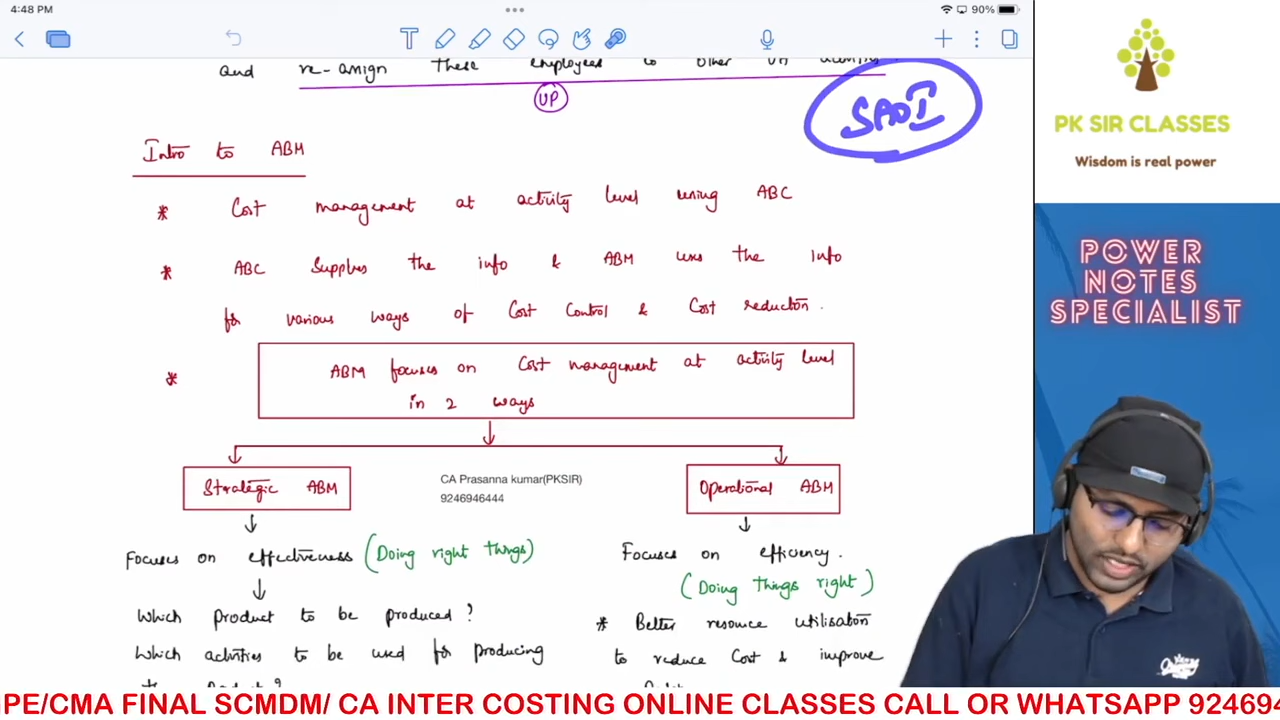 4:48 PM
90%
and re-assign these employees to other VA
UP
SADI
Intro to ABM
* Cost management at activity level using ABC
* ABC Supplies the info & ABM uses the info
for various ways of Cost Control & Cost reduction.
* ABM focuses on Cost management at activity level
in 2 ways
Strategic ABM
Operational ABM
CA Prasanna kumar(PKSIR)
9246946444
Focuses on effectiveness (Doing right things)
Which product to be produced?
Which activities to be used for producing
Focuses on efficiency.
(Doing things right)
* Better resource utilisation
to reduce Cost & improve
PK SIR CLASSES
Wisdom is real power
POWER
NOTES
SPECIALIST
GPE/CMA FINAL SCMDM/ CA INTER COSTING ONLINE CLASSES CALL OR WHATSAPP 92469